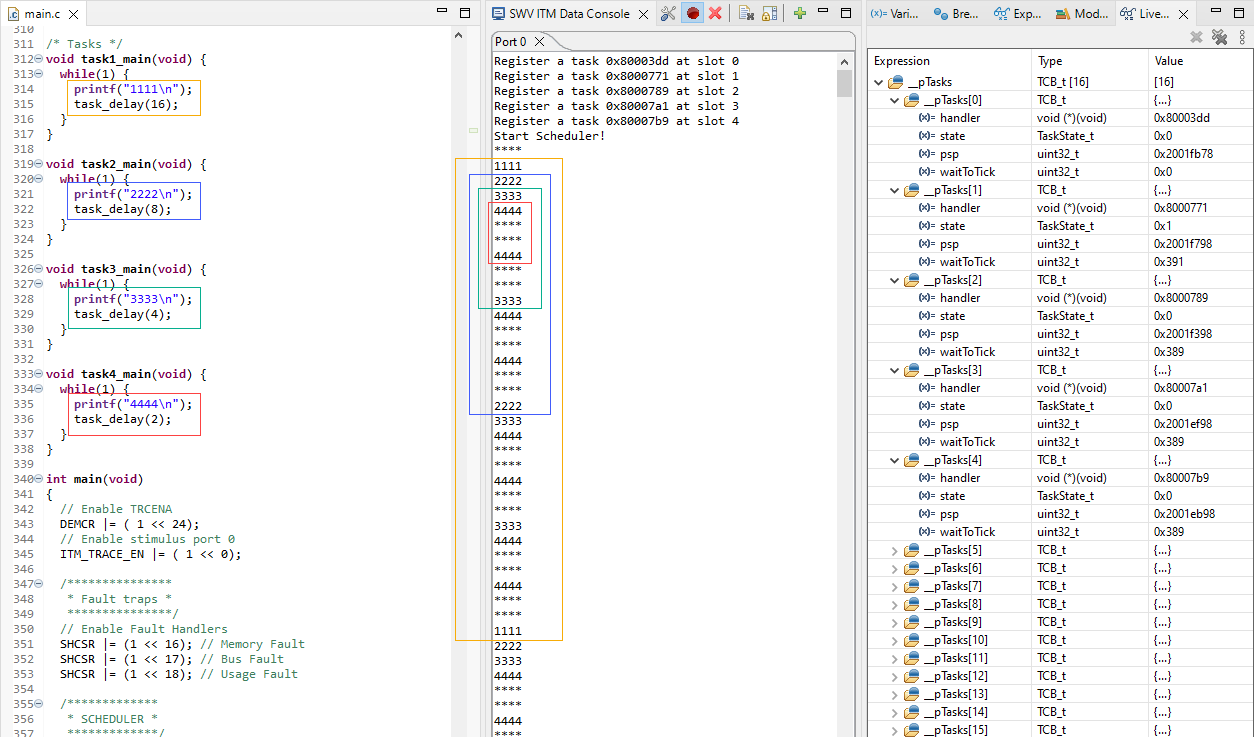 main.c
310
311 /* Tasks */
312 void task1_main(void) {
313 while(1) {
314 printf("1111\n");
315 task_delay(16);
316 }
317 }
318
319 void task2_main(void) {
320 while(1) {
321 printf("2222\n");
322 task_delay(8);
323 }
324 }
325
326 void task3_main(void) {
327 while(1) {
328 printf("3333\n");
329 task_delay(4);
330 }
331 }
332
333 void task4_main(void) {
334 while(1) {
335 printf("4444\n");
336 task_delay(2);
337 }
338 }
339
340 int main(void)
341 {
342 // Enable TRCENA
343 DEMCR |= ( 1 << 24);
344 // Enable stimulus port 0
345 ITM_TRACE_EN |= ( 1 << 0);
346
347 /***************
348 * Fault traps *
349 ***************/
350 // Enable Fault Handlers
351 SHCSR |= (1 << 16); // Memory Fault
352 SHCSR |= (1 << 17); // Bus Fault
353 SHCSR |= (1 << 18); // Usage Fault
354
355 /*************
356 * SCHEDULER *
357 *************/
SWV ITM Data Console
Port 0
Register a task 0x80003dd at slot 0
Register a task 0x8000771 at slot 1
Register a task 0x8000789 at slot 2
Register a task 0x80007a1 at slot 3
Register a task 0x80007b9 at slot 4
Start Scheduler!
****
1111
2222
3333
4444
****
****
4444
****
****
3333
4444
****
****
4444
****
****
2222
3333
4444
****
****
4444
****
****
3333
4444
****
****
4444
****
****
1111
2222
3333
4444
****
****
4444
****
(x)= Vari... Bre... Exp... Mod... Live...
Expression Type Value
__pTasks TCB_t [16] [16]
__pTasks[0] TCB_t {...}
(x)= handler void (*)(void) 0x80003dd
(x)= state TaskState_t 0x0
(x)= psp uint32_t 0x2001fb78
(x)= waitToTick uint32_t 0x0
__pTasks[1] TCB_t {...}
(x)= handler void (*)(void) 0x8000771
(x)= state TaskState_t 0x1
(x)= psp uint32_t 0x2001f798
(x)= waitToTick uint32_t 0x391
__pTasks[2] TCB_t {...}
(x)= handler void (*)(void) 0x8000789
(x)= state TaskState_t 0x0
(x)= psp uint32_t 0x2001f398
(x)= waitToTick uint32_t 0x389
__pTasks[3] TCB_t {...}
(x)= handler void (*)(void) 0x80007a1
(x)= state TaskState_t 0x0
(x)= psp uint32_t 0x2001ef98
(x)= waitToTick uint32_t 0x389
__pTasks[4] TCB_t {...}
(x)= handler void (*)(void) 0x80007b9
(x)= state TaskState_t 0x0
(x)= psp uint32_t 0x2001eb98
(x)= waitToTick uint32_t 0x389
__pTasks[5] TCB_t {...}
__pTasks[6] TCB_t {...}
__pTasks[7] TCB_t {...}
__pTasks[8] TCB_t {...}
__pTasks[9] TCB_t {...}
__pTasks[10] TCB_t {...}
__pTasks[11] TCB_t {...}
__pTasks[12] TCB_t {...}
__pTasks[13] TCB_t {...}
__pTasks[14] TCB_t {...}
__pTasks[15] TCB_t {...}